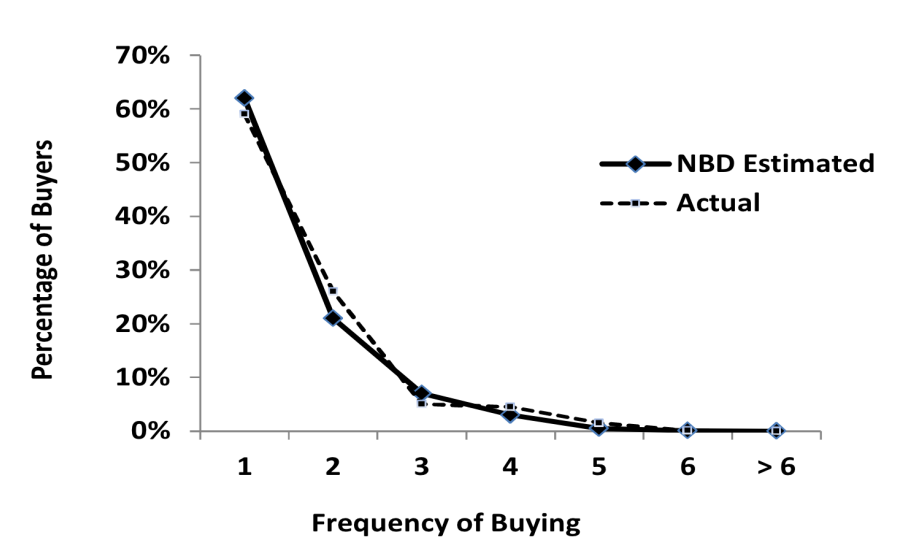 70%
60%
50%
40%
30%
20%
10%
0%
Percentage of Buyers
NBD Estimated
Actual
1 2 3 4 5 6 > 6
Frequency of Buying